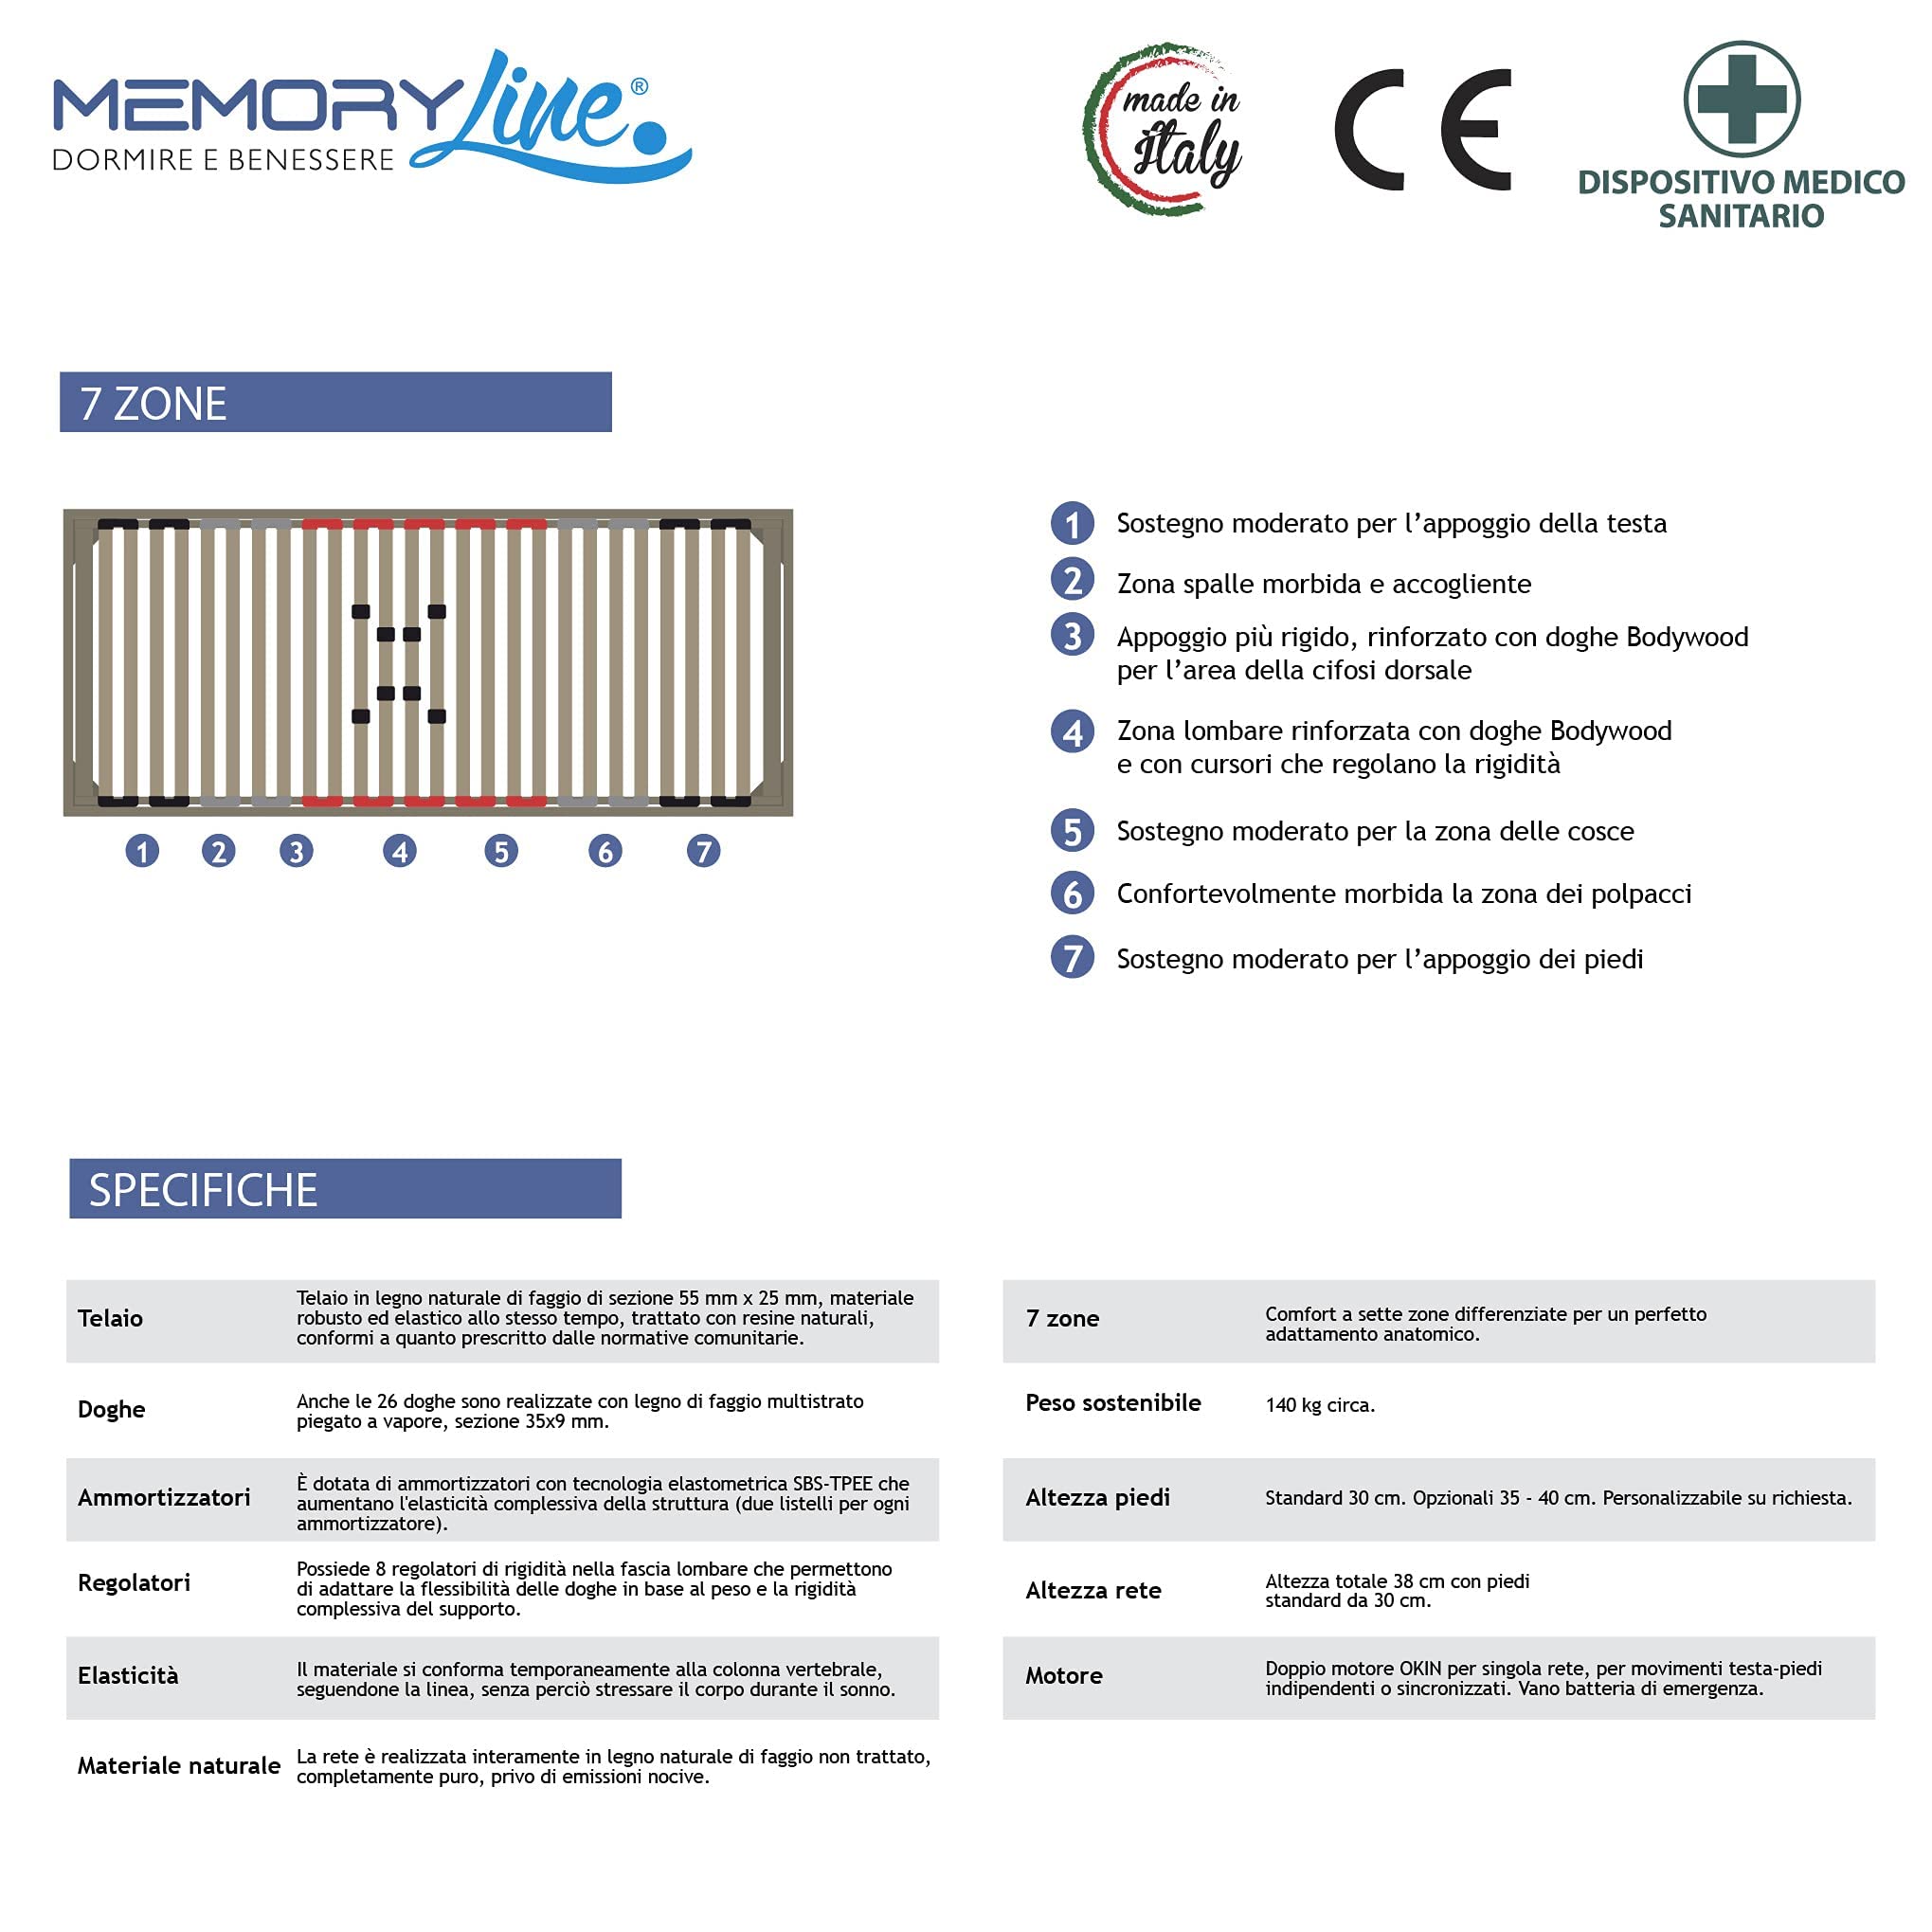 MEMORY Line®
DORMIRE E BENESSERE
made in
Italy
CE
DISPOSITIVO MEDICO
SANITARIO
7 ZONE
1 2 3 4 5 6 7
1 Sostegno moderato per l’appoggio della testa
2 Zona spalle morbida e accogliente
3 Appoggio più rigido, rinforzato con doghe Bodywood
per l’area della cifosi dorsale
4 Zona lombare rinforzata con doghe Bodywood
e con cursori che regolano la rigidità
5 Sostegno moderato per la zona delle cosce
6 Confortevolmente morbida la zona dei polpacci
7 Sostegno moderato per l’appoggio dei piedi
SPECIFICHE
Telaio
Telaio in legno naturale di faggio di sezione 55 mm x 25 mm, materiale
robusto ed elastico allo stesso tempo, trattato con resine naturali,
conformi a quanto prescritto dalle normative comunitarie.
Doghe
Anche le 26 doghe sono realizzate con legno di faggio multistrato
piegato a vapore, sezione 35x9 mm.
Ammortizzatori
È dotata di ammortizzatori con tecnologia elastometrica SBS-TPEE che
aumentano l'elasticità complessiva della struttura (due listelli per ogni
ammortizzatore).
Regolatori
Possiede 8 regolatori di rigidità nella fascia lombare che permettono
di adattare la flessibilità delle doghe in base al peso e la rigidità
complessiva del supporto.
Elasticità
Il materiale si conforma temporaneamente alla colonna vertebrale,
seguendone la linea, senza perciò stressare il corpo durante il sonno.
Materiale naturale
La rete è realizzata interamente in legno naturale di faggio non trattato,
completamente puro, privo di emissioni nocive.
7 zone
Comfort a sette zone differenziate per un perfetto
adattamento anatomico.
Peso sostenibile
140 kg circa.
Altezza piedi
Standard 30 cm. Opzionali 35 - 40 cm. Personalizzabile su richiesta.
Altezza rete
Altezza totale 38 cm con piedi
standard da 30 cm.
Motore
Doppio motore OKIN per singola rete, per movimenti testa-piedi
indipendenti o sincronizzati. Vano batteria di emergenza.